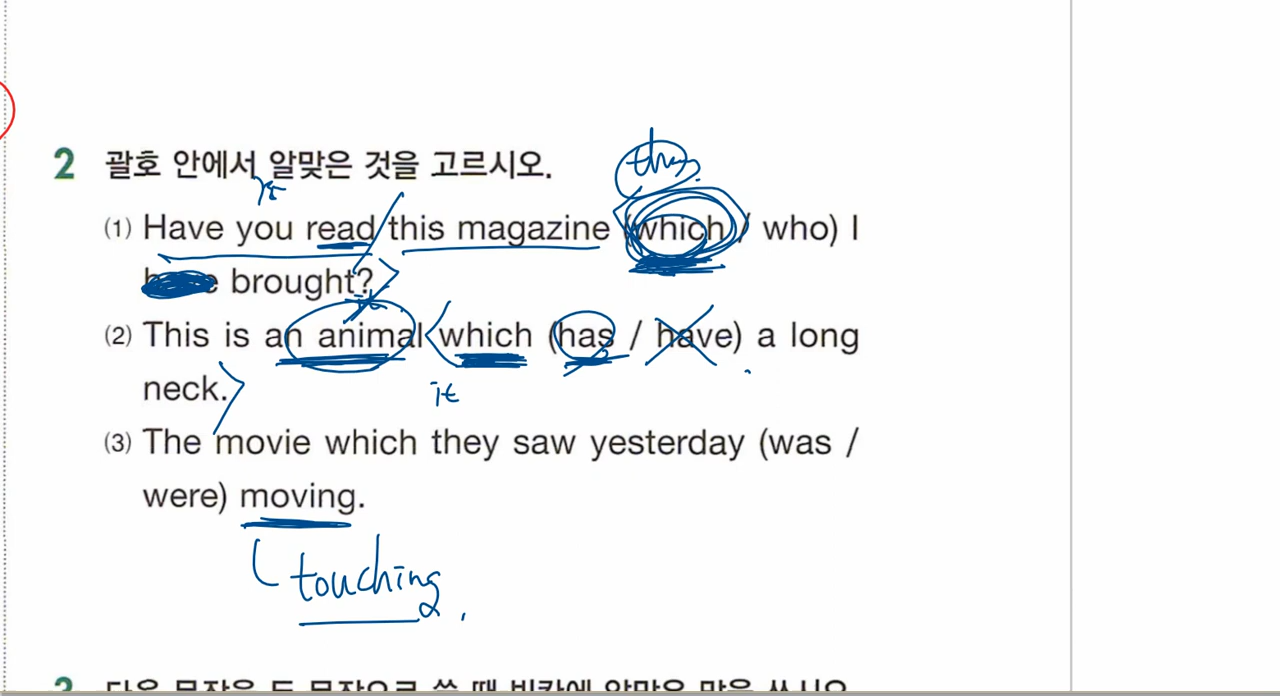 2 괄호 안에서 알맞은 것을 고르시오.
(1) Have you read this magazine (which / who) I
brought?
it
(2) This is an animal which (has / have) a long
neck.
it
(3) The movie which they saw yesterday (was /
were) moving.
touching